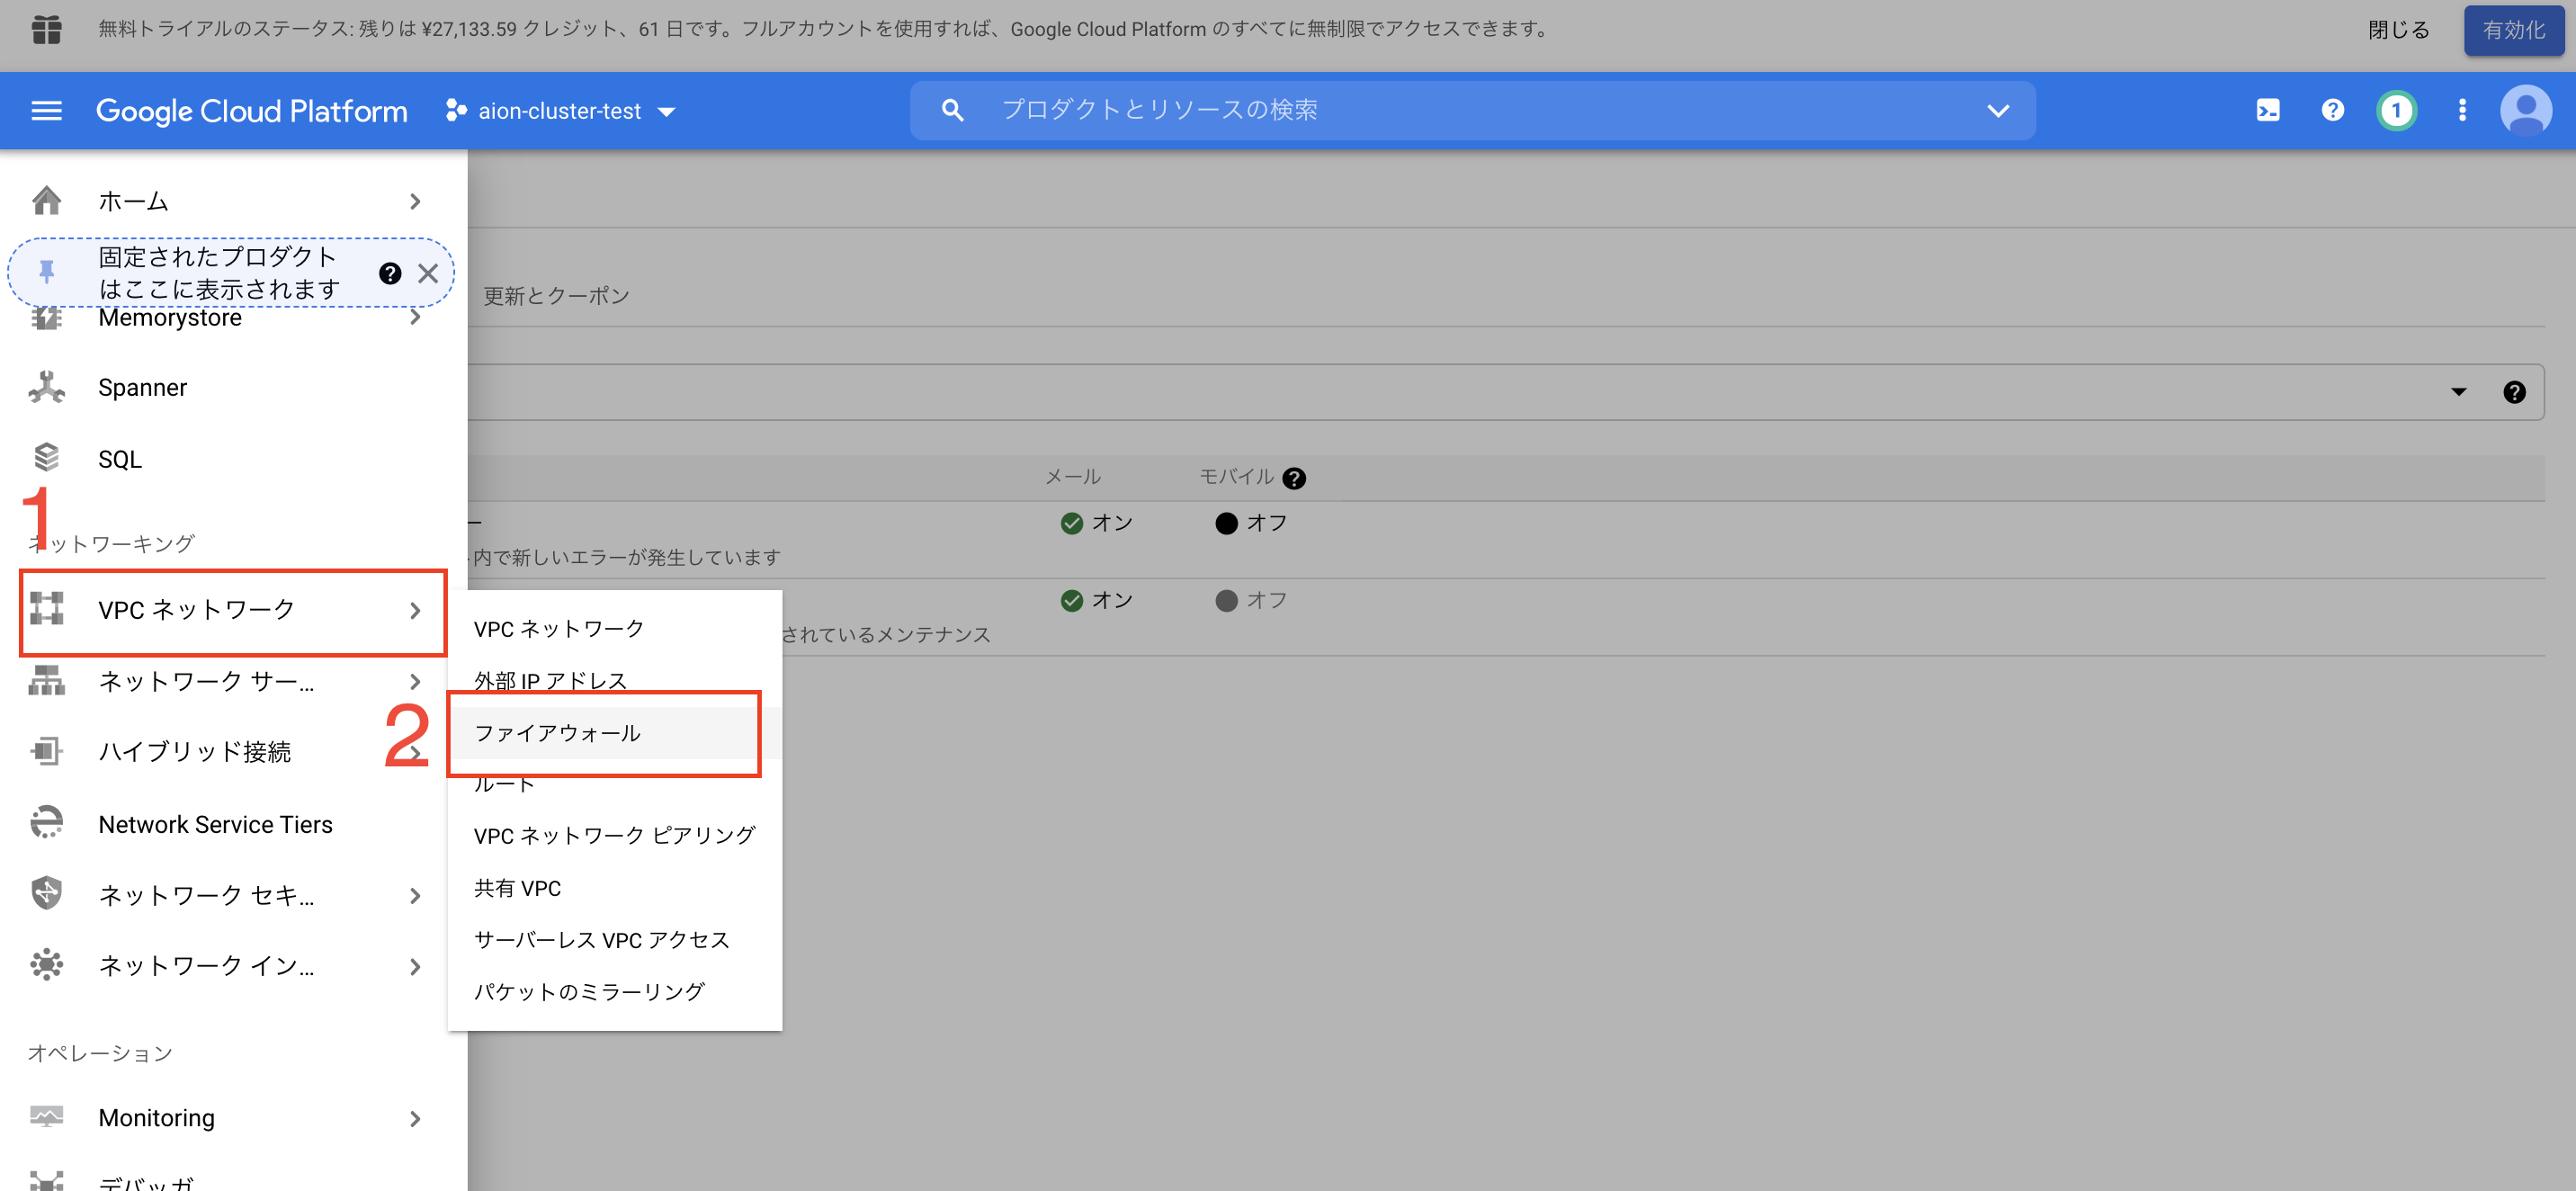 無料トライアルのステータス: 残りは ¥27,133.59 クレジット、61 日です。フルアカウントを使用すれば、Google Cloud Platform のすべてに無制限でアクセスできます。
閉じる
有効化
Google Cloud Platform
aion-cluster-test
プロダクトとリソースの検索
1
ホーム
固定されたプロダクト
はここに表示されます
Memorystore
Spanner
SQL
1
ネットワーキング
VPC ネットワーク
ネットワーク サー...
ハイブリッド接続
Network Service Tiers
ネットワーク セキ...
ネットワーク イン...
オペレーション
Monitoring
デバッガ
2
VPC ネットワーク
外部 IP アドレス
ファイアウォール
ルート
VPC ネットワーク ピアリング
共有 VPC
サーバーレス VPC アクセス
パケットのミラーリング
更新とクーポン
メール
モバイル
ー
オン
オフ
内で新しいエラーが発生しています
オン
オフ
されているメンテナンス